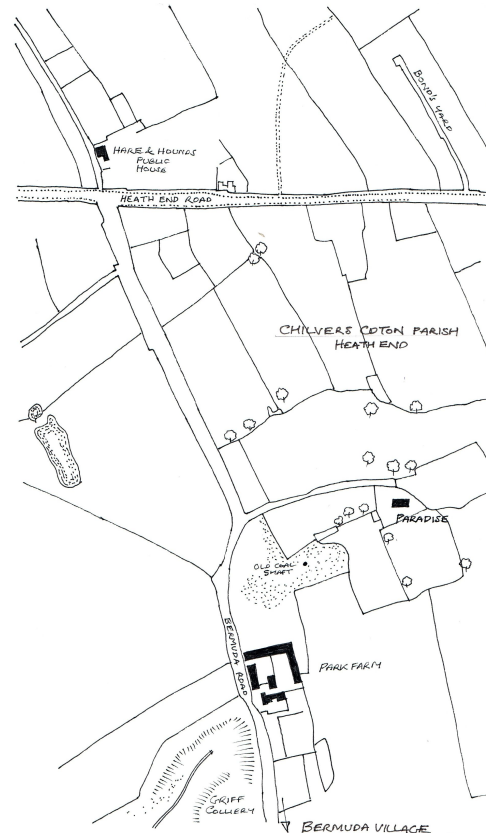 BOND'S YARD
HARE & HOUNDS
PUBLIC
HOUSE
HEATH END ROAD
CHILVERS COTON PARISH
HEATH END
PARADISE
OLD COAL
SHAFT
BERMUDA ROAD
PARK FARM
GRIFF
COLLIERY
BERMUDA VILLAGE